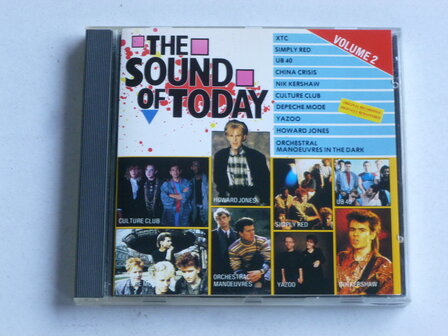 THE
SOUND
OF TODAY
VOLUME 2
XTC
SIMPLY RED
UB 40
CHINA CRISIS
NIK KERSHAW
CULTURE CLUB
DEPECHE MODE
YAZOO
HOWARD JONES
ORCHESTRAL
MANOEUVRES IN THE DARK
CULTURE CLUB
HOWARD JONES
SIMPLY RED
UB 40
ORCHESTRAL
MANOEUVRES
YAZOO
NIK KERSHAW